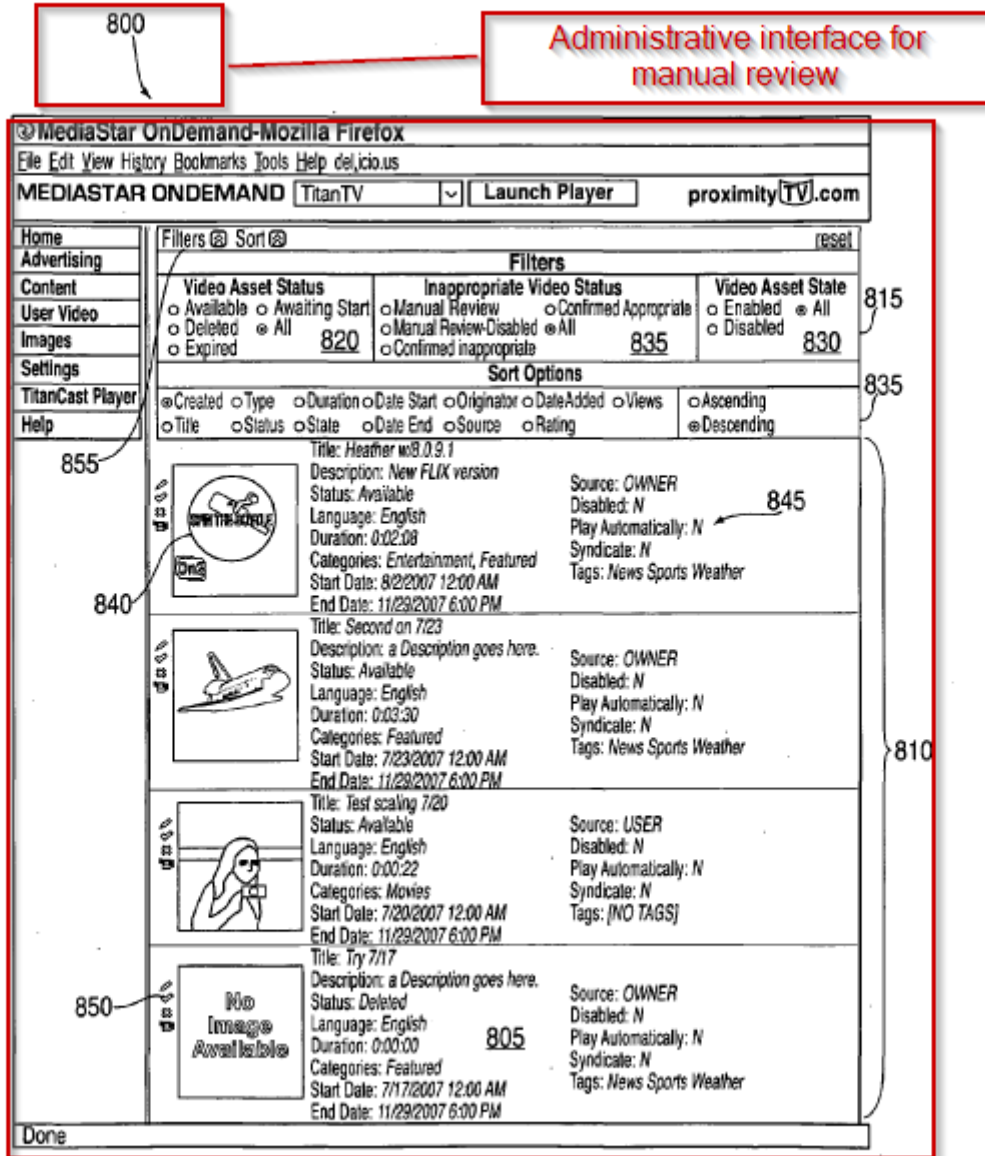 800
Administrative interface for
manual review
MediaStar OnDemand-Mozilla Firefox
File Edit View History Bookmarks Tools Help del,icio.us
MEDIASTAR ONDEMAND TitanTV Launch Player proximity TV .com
Home
Advertising
Content
User Video
Images
Settings
TitanCast Player
Help
Filters Sort reset
Filters
Video Asset Status
Available Awaiting Start
Deleted All
Expired 820
Inappropriate Video Status
Manual Review Confirmed Appropriate
Manual Review-Disabled All
Confirmed inappropriate 835
Video Asset State
Enabled All
Disabled 830
815
Sort Options
Created Type Duration Date Start Originator DateAdded Views Ascending
Title Status State Date End Source Rating Descending
835
855
Title: Heather w/8.0.9.1
Description: New FLIX version
Status: Available
Language: English
Duration: 0:02:08
Categories: Entertainment, Featured
Start Date: 8/2/2007 12:00 AM
End Date: 11/29/2007 6:00 PM
Source: OWNER
Disabled: N
Play Automatically: N
Syndicate: N
Tags: News Sports Weather
845
On2
840
Title: Second on 7/23
Description: a Description goes here.
Status: Available
Language: English
Duration: 0:03:30
Categories: Featured
Start Date: 7/23/2007 12:00 AM
End Date: 11/29/2007 6:00 PM
Source: OWNER
Disabled: N
Play Automatically: N
Syndicate: N
Tags: News Sports Weather
810
Title: Test scaling 7/20
Status: Available
Language: English
Duration: 0:00:22
Categories: Movies
Start Date: 7/20/2007 12:00 AM
End Date: 11/29/2007 6:00 PM
Source: USER
Disabled: N
Play Automatically: N
Syndicate: N
Tags: [NO TAGS]
850
No
Image
Available
Title: Try 7/17
Description: a Description goes here.
Status: Deleted
Language: English
Duration: 0:00:00
Categories: Featured
Start Date: 7/17/2007 12:00 AM
End Date: 11/29/2007 6:00 PM
805
Source: OWNER
Disabled: N
Play Automatically: N
Syndicate: N
Tags: News Sports Weather
Done